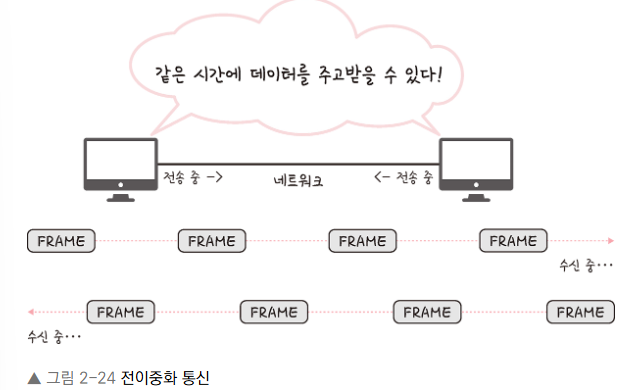 같은 시간에 데이터를 주고받을 수 있다!
전송 중 -> 네트워크 <- 전송 중
FRAME FRAME FRAME FRAME
수신 중···
FRAME FRAME FRAME FRAME
수신 중···
▲ 그림 2-24 전이중화 통신